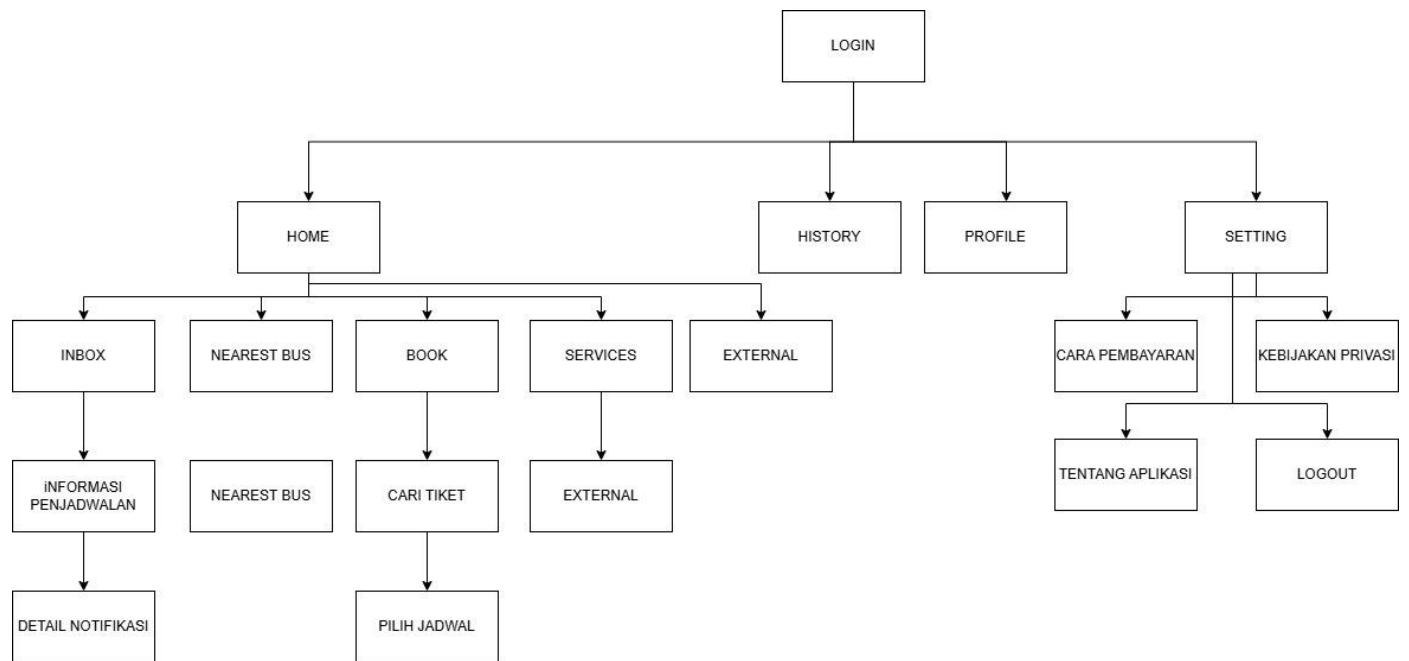 LOGIN
HOME
HISTORY
PROFILE
SETTING
INBOX
NEAREST BUS
BOOK
SERVICES
EXTERNAL
CARA PEMBAYARAN
KEBIJAKAN PRIVASI
iNFORMASI
PENJADWALAN
NEAREST BUS
CARI TIKET
EXTERNAL
TENTANG APLIKASI
LOGOUT
DETAIL NOTIFIKASI
PILIH JADWAL